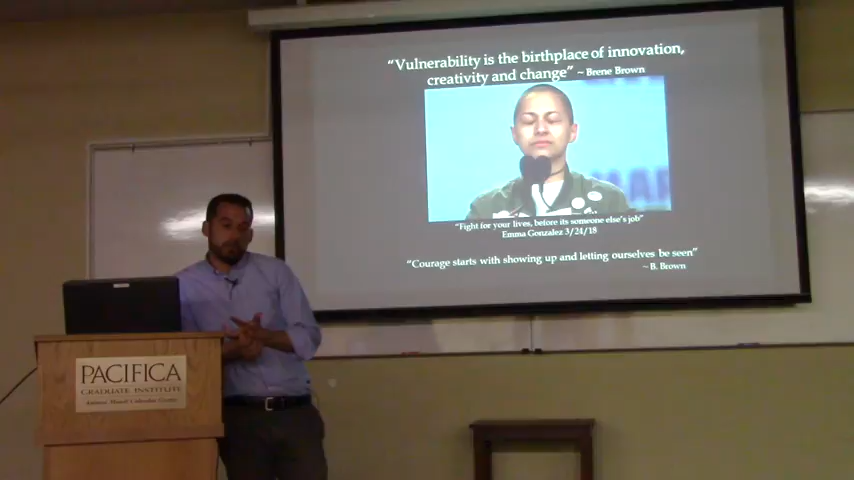 “Vulnerability is the birthplace of innovation,
creativity and change” ~ Brene Brown
“Fight for your lives, before its someone else’s job”
Emma Gonzalez 3/24/18
“Courage starts with showing up and letting ourselves be seen”
~ B. Brown
PACIFICA
GRADUATE INSTITUTE